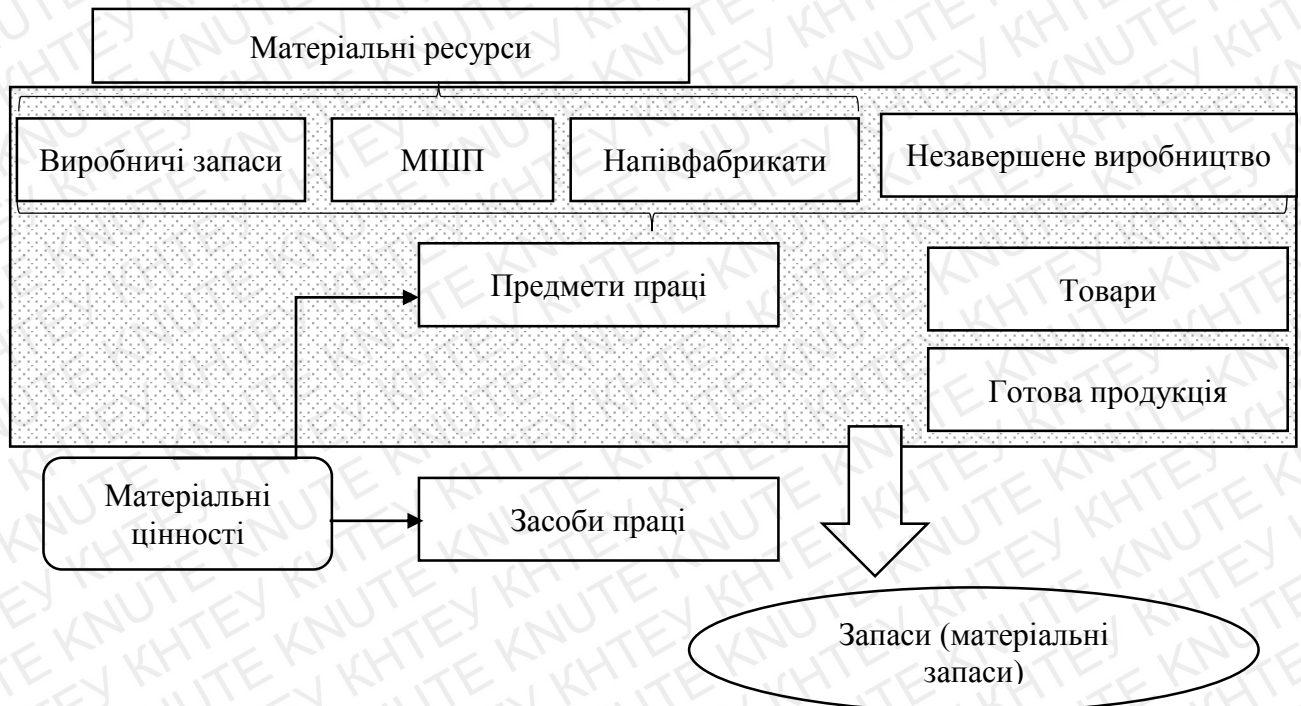 Матеріальні ресурси
Виробничі запаси
МШП
Напівфабрикати
Незавершене виробництво
Предмети праці
Товари
Готова продукція
Матеріальні
цінності
Засоби праці
Запаси (матеріальні
запаси)